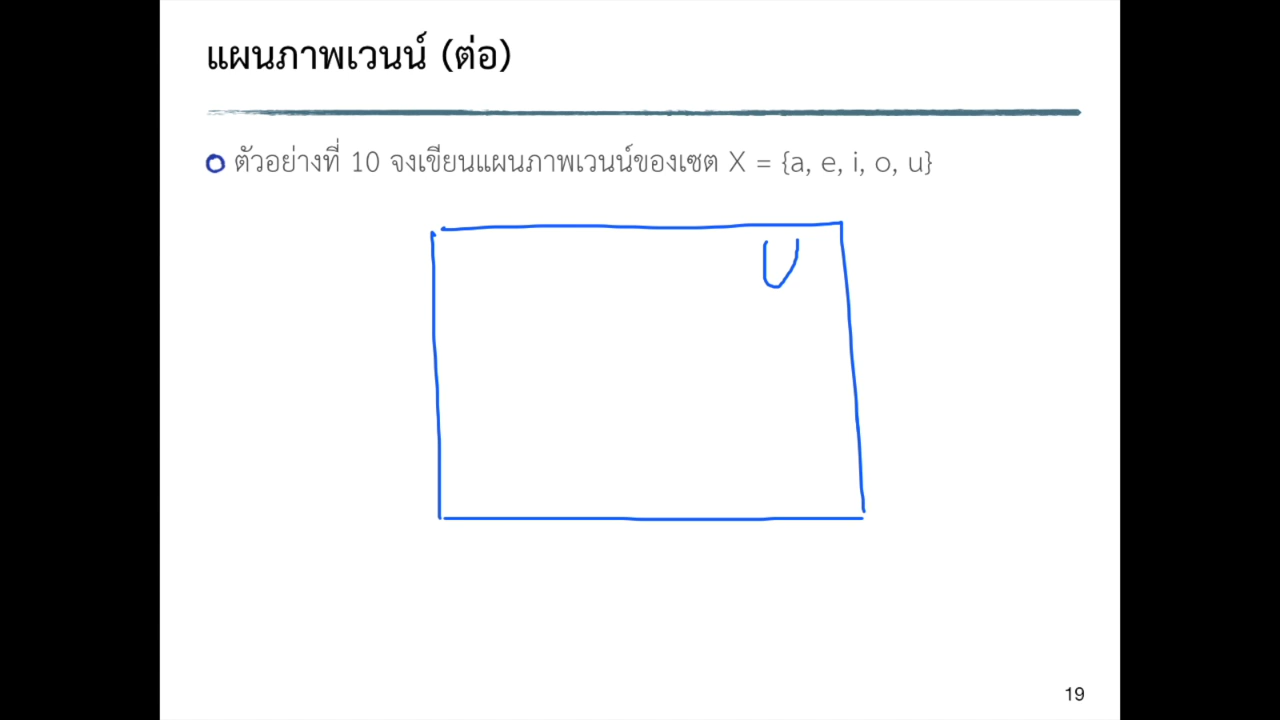 แผนภาพเวนน์ (ต่อ)
ตัวอย่างที่ 10 จงเขียนแผนภาพเวนน์ของเซต X = {a, e, i, o, u}
U
19